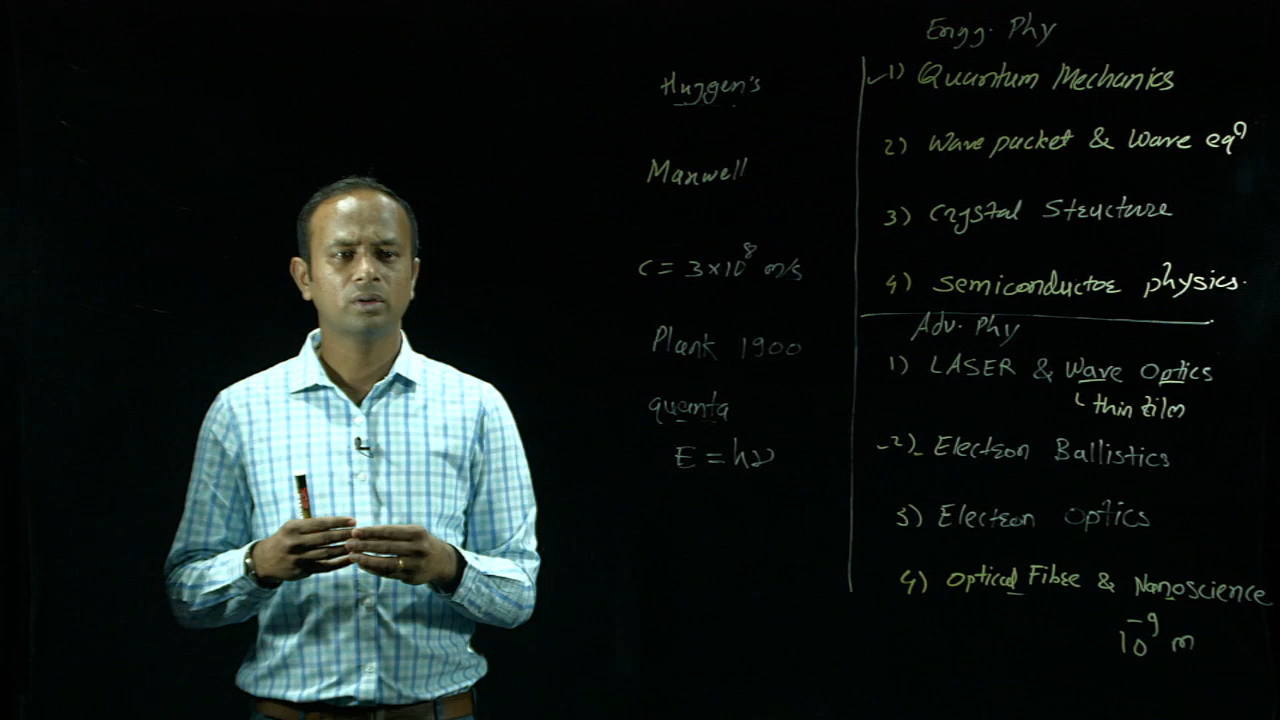 Huygen's
Maxwell
C = 3×10⁸ m/s
Plank 1900
quanta
E = hν
Engg. Phy
1) Quantum Mechanics
2) Wave packet & Wave eqⁿ
3) Crystal Structure
4) Semiconductor physics.
Adv. Phy
1) LASER & Wave Optics
thin film
2) Electron Ballistics
3) Electron Optics
4) Optical Fibre & Nanoscience
10⁻⁹ m